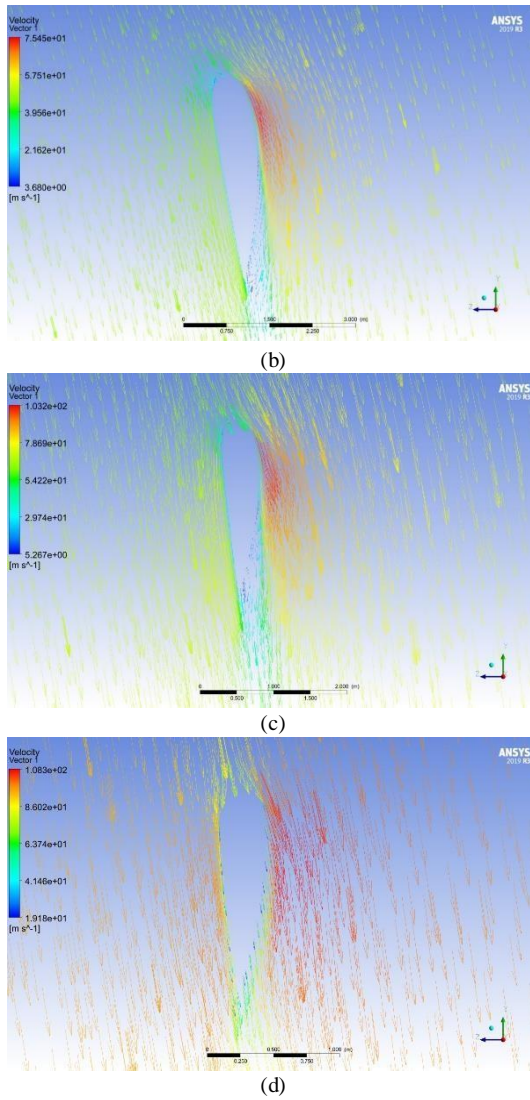 Velocity
Vector 1
7.545e+01
5.751e+01
3.956e+01
2.162e+01
3.680e+00
[m s^-1]
ANSYS
2019 R3
0
1.500
3.000 (m)
0.750
2.250
Y
Z
(b)
Velocity
Vector 1
1.032e+02
7.869e+01
5.422e+01
2.974e+01
5.267e+00
[m s^-1]
ANSYS
2019 R3
0
1.000
2.000 (m)
0.500
1.500
Y
Z
(c)
Velocity
Vector 1
1.083e+02
8.602e+01
6.374e+01
4.146e+01
1.918e+01
[m s^-1]
ANSYS
2019 R3
0
0.500
1.000 (m)
0.250
0.750
Y
Z
(d)